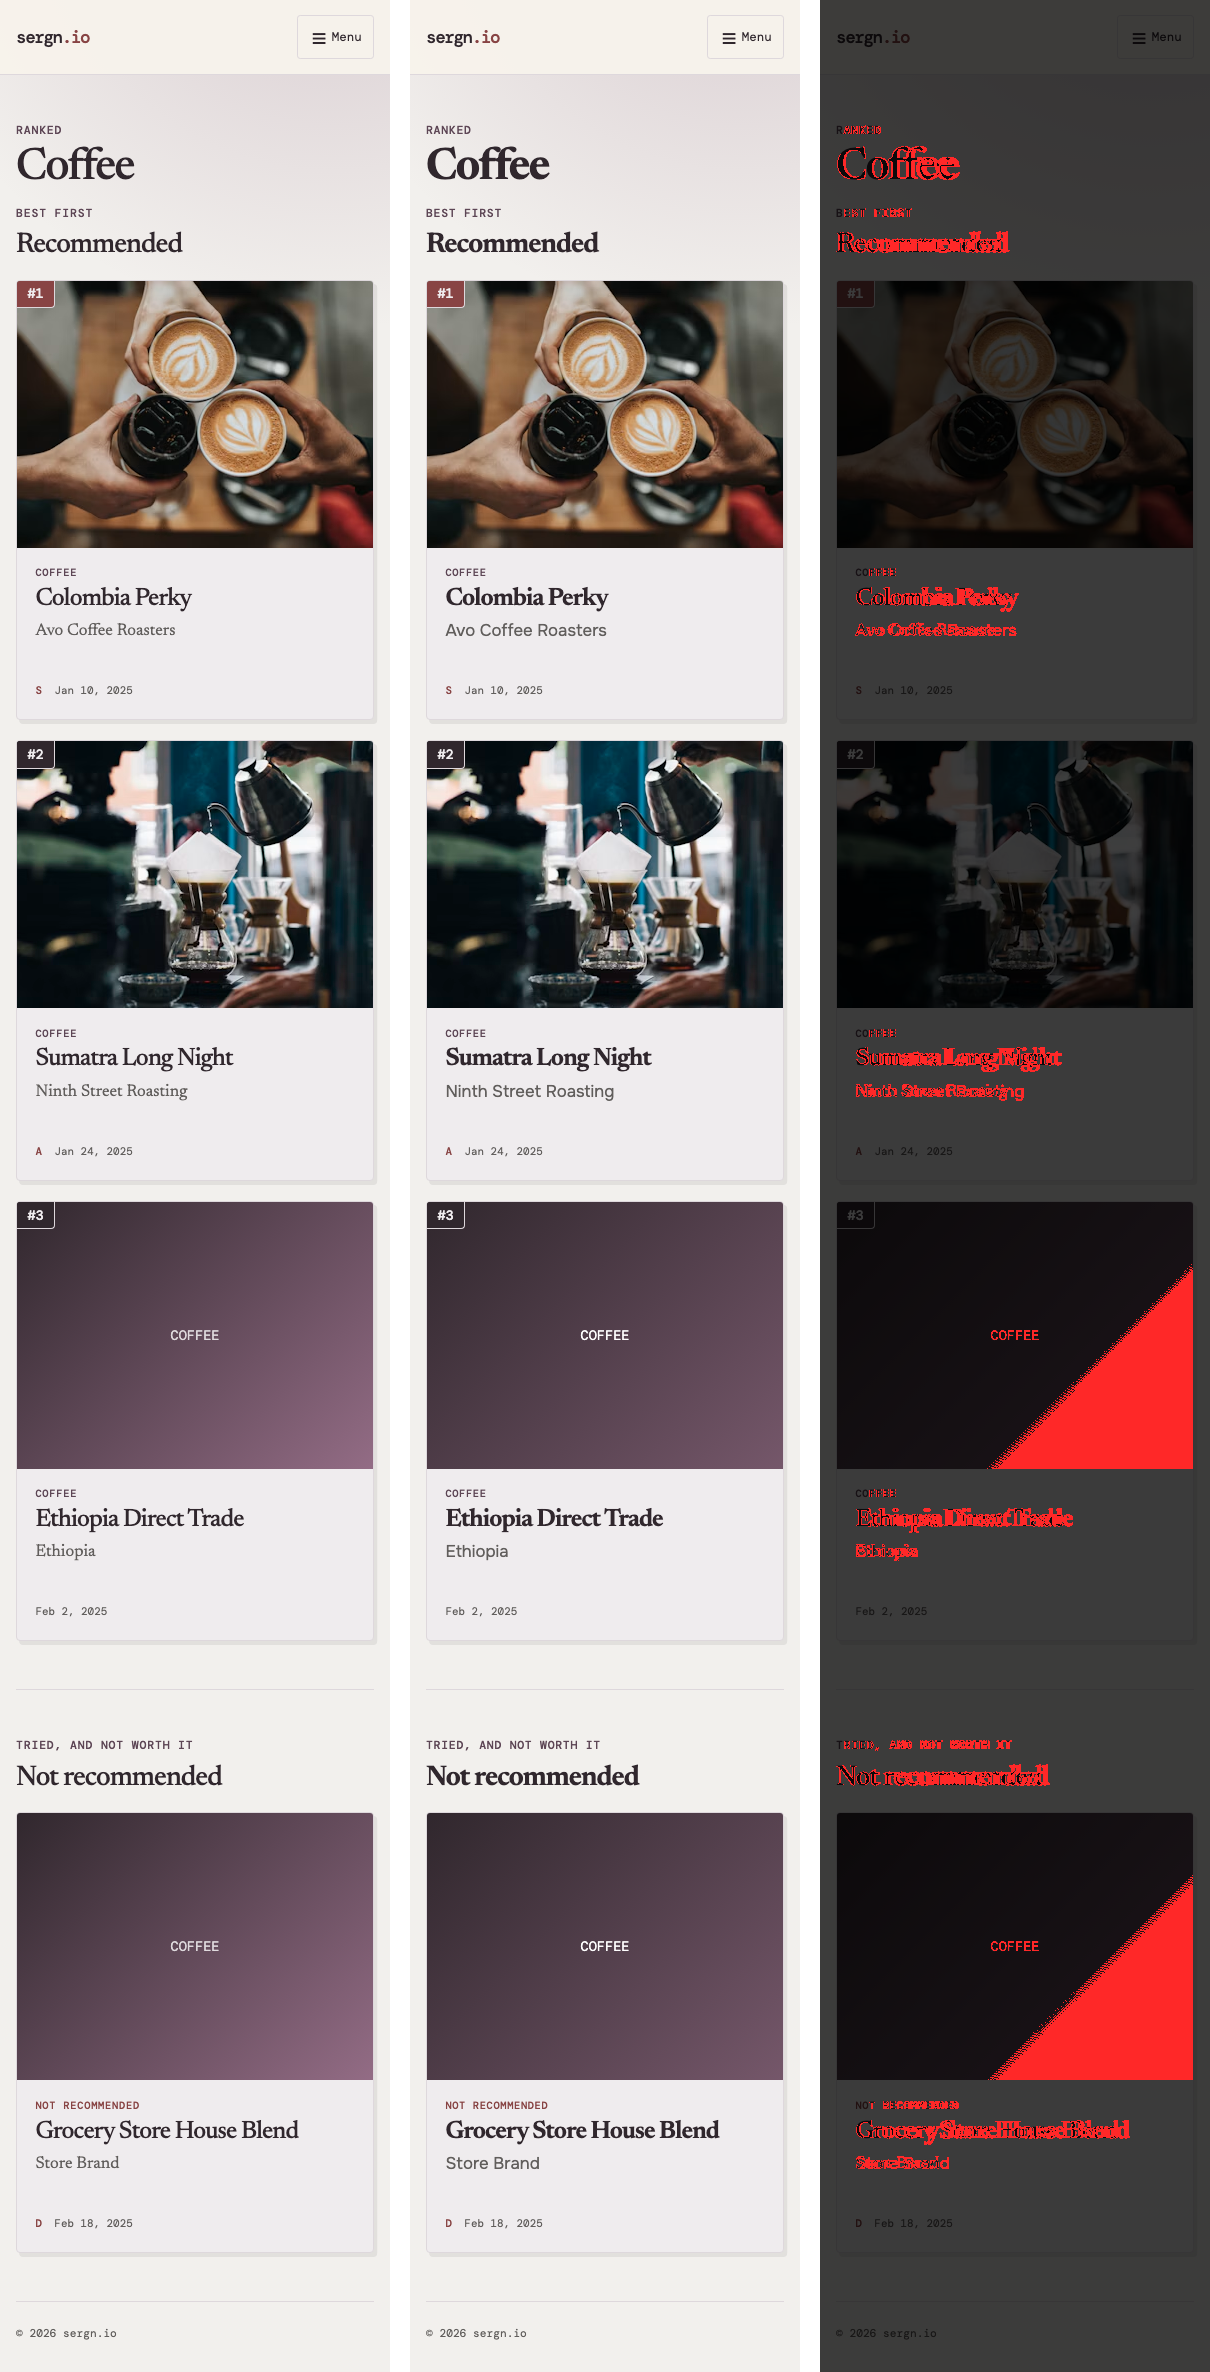 sergn.io
Menu
RANKED
Coffee
BEST FIRST
Recommended
#1
COFFEE
Colombia Perky
Avo Coffee Roasters
S Jan 10, 2025
#2
COFFEE
Sumatra Long Night
Ninth Street Roasting
A Jan 24, 2025
#3
COFFEE
COFFEE
Ethiopia Direct Trade
Ethiopia
Feb 2, 2025
TRIED, AND NOT WORTH IT
Not recommended
COFFEE
NOT RECOMMENDED
Grocery Store House Blend
Store Brand
D Feb 18, 2025
© 2026 sergn.io
sergn.io
Menu
RANKED
Coffee
BEST FIRST
Recommended
#1
COFFEE
Colombia Perky
Avo Coffee Roasters
S Jan 10, 2025
#2
COFFEE
Sumatra Long Night
Ninth Street Roasting
A Jan 24, 2025
#3
COFFEE
COFFEE
Ethiopia Direct Trade
Ethiopia
Feb 2, 2025
TRIED, AND NOT WORTH IT
Not recommended
COFFEE
NOT RECOMMENDED
Grocery Store House Blend
Store Brand
D Feb 18, 2025
© 2026 sergn.io
sergn.io
Menu
Coffee
#1
S Jan 10, 2025
#2
A Jan 24, 2025
#3
COFFEE
Feb 2, 2025
COFFEE
D Feb 18, 2025
© 2026 sergn.io